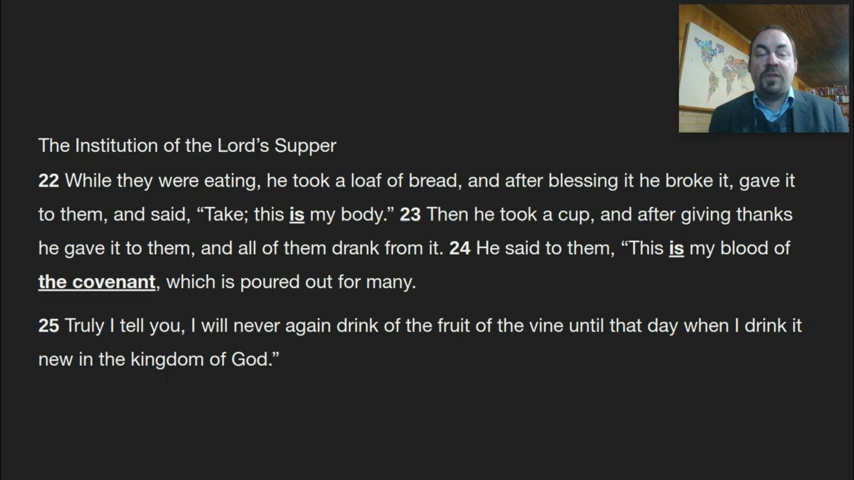 The Institution of the Lord’s Supper
22 While they were eating, he took a loaf of bread, and after blessing it he broke it, gave it
to them, and said, “Take; this is my body.” 23 Then he took a cup, and after giving thanks
he gave it to them, and all of them drank from it. 24 He said to them, “This is my blood of
the covenant, which is poured out for many.
25 Truly I tell you, I will never again drink of the fruit of the vine until that day when I drink it
new in the kingdom of God.”